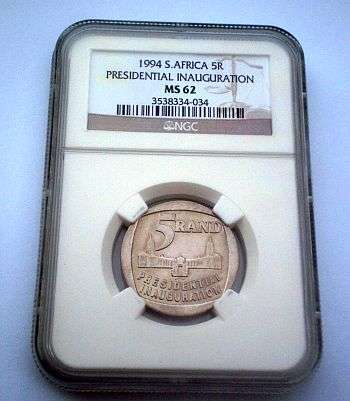 1994 S.AFRICA 5R
PRESIDENTIAL INAUGURATION
MS 62
3538334-034
NGC
5 RAND
PRESIDENTIAL
INAUGURATION